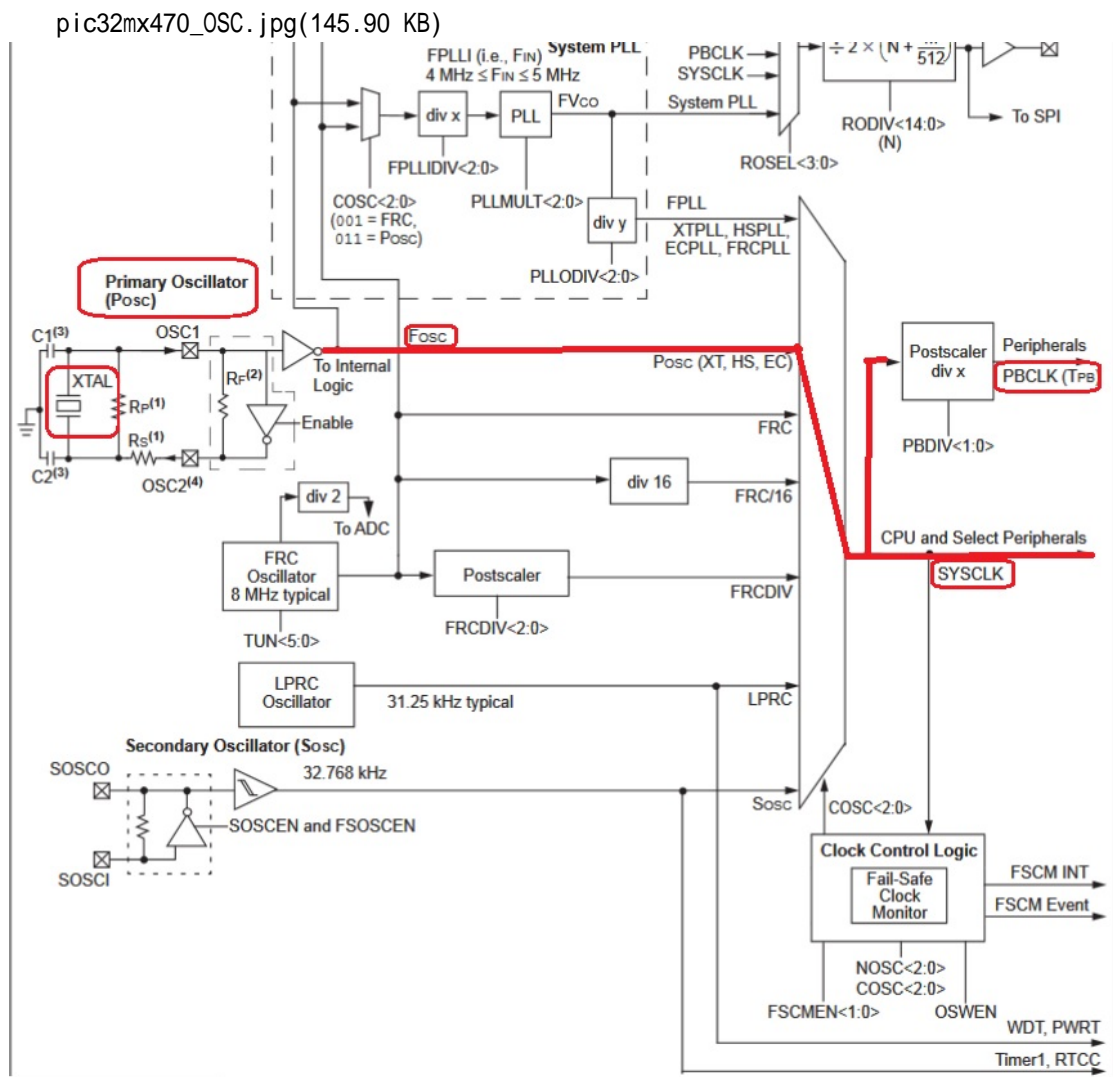 pic32mx470_OSC.jpg(145.90 KB)
System PLL
FPLLI (i.e., FIN)
4 MHz ≤ FIN ≤ 5 MHz
div x
PLL
FVCO
FPLLIDIV<2:0>
COSC<2:0>
(001 = FRC,
011 = POSC)
PLLMULT<2:0>
div y
PLLODIV<2:0>
PBCLK
SYSCLK
System PLL
ROSEL<3:0>
÷ 2 × (N + 512)
RODIV<14:0>
(N)
To SPI
FPLL
XTPLL, HSPLL,
ECPLL, FRCPLL
Primary Oscillator
(POSC)
C1(3)
OSC1
XTAL
RP(1)
RS(1)
C2(3)
OSC2(4)
RF(2)
Enable
To Internal
Logic
FOSC
POSC (XT, HS, EC)
FRC
div 16
FRC/16
div 2
To ADC
FRC
Oscillator
8 MHz typical
TUN<5:0>
Postscaler
FRCDIV<2:0>
FRCDIV
LPRC
Oscillator
31.25 kHz typical
LPRC
Secondary Oscillator (SOSC)
SOSCO
32.768 kHz
SOSCEN and FSOSCEN
SOSCI
SOSC
Postscaler
div x
Peripherals
PBCLK (TPB
PBDIV<1:0>
CPU and Select Peripherals
SYSCLK
COSC<2:0>
Clock Control Logic
Fail-Safe
Clock
Monitor
FSCM INT
FSCM Event
NOSC<2:0>
COSC<2:0>
FSCMEN<1:0>
OSWEN
WDT, PWRT
Timer1, RTCC